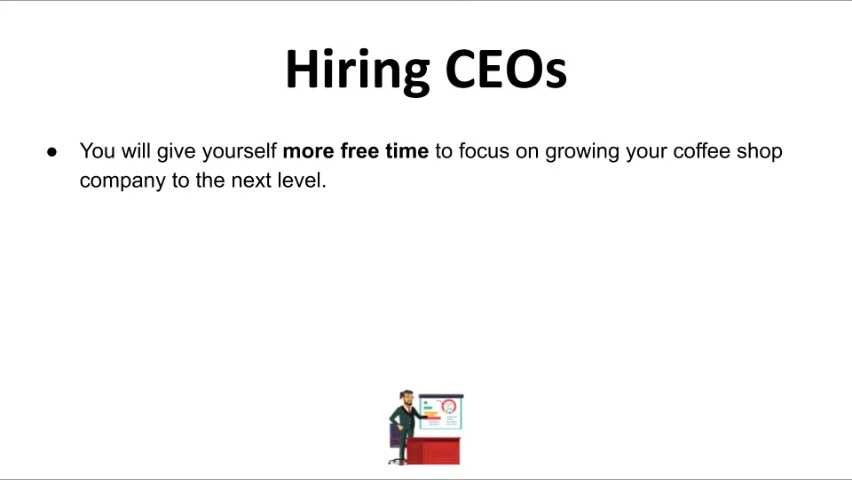 Hiring CEOs
● You will give yourself more free time to focus on growing your coffee shop
company to the next level.